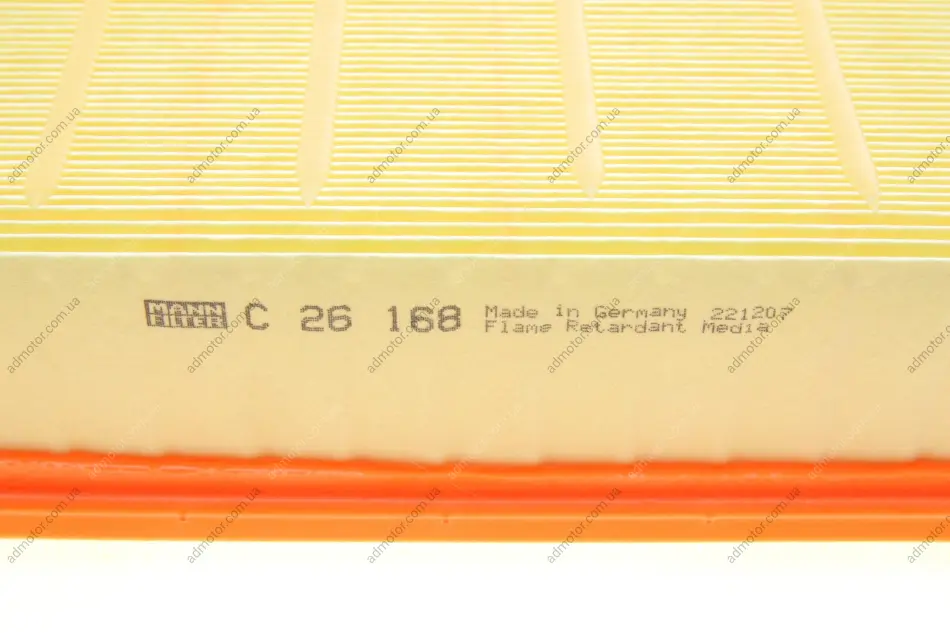 MANN
FILTER
C 26 168
Made in Germany 221207
Flame Retardant Media
admotor.com.ua